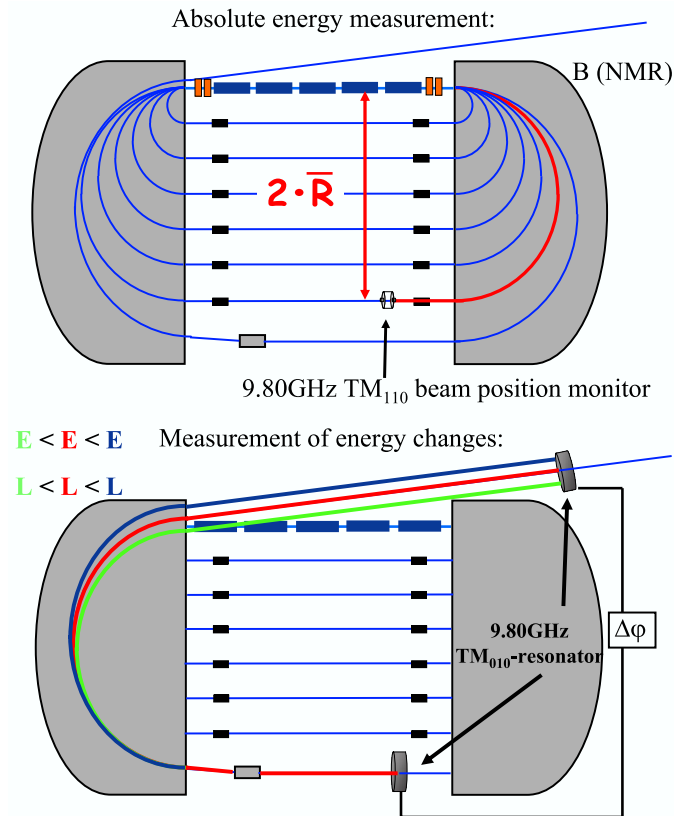 Absolute energy measurement:
B (NMR)
2·R̅
9.80GHz TM₁₁₀ beam position monitor
E < E < E
Measurement of energy changes:
L < L < L
9.80GHz
TM₀₁₀-resonator
Δφ